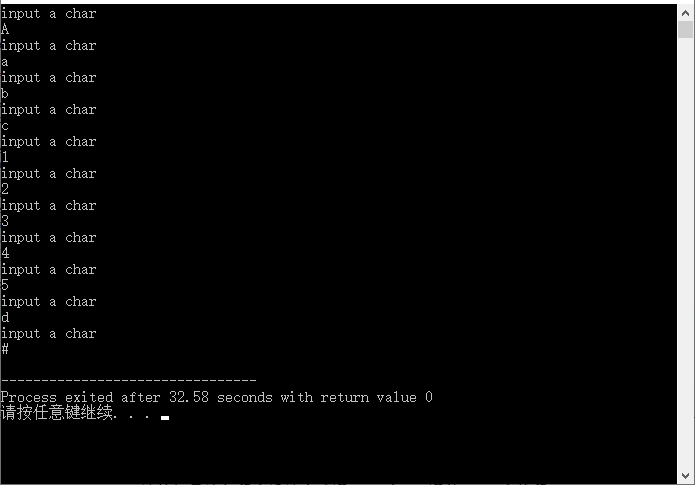 input a char
A
input a char
a
input a char
b
input a char
c
input a char
1
input a char
2
input a char
3
input a char
4
input a char
5
input a char
d
input a char
#
--------------------------------
Process exited after 32.58 seconds with return value 0
请按任意键继续. . .